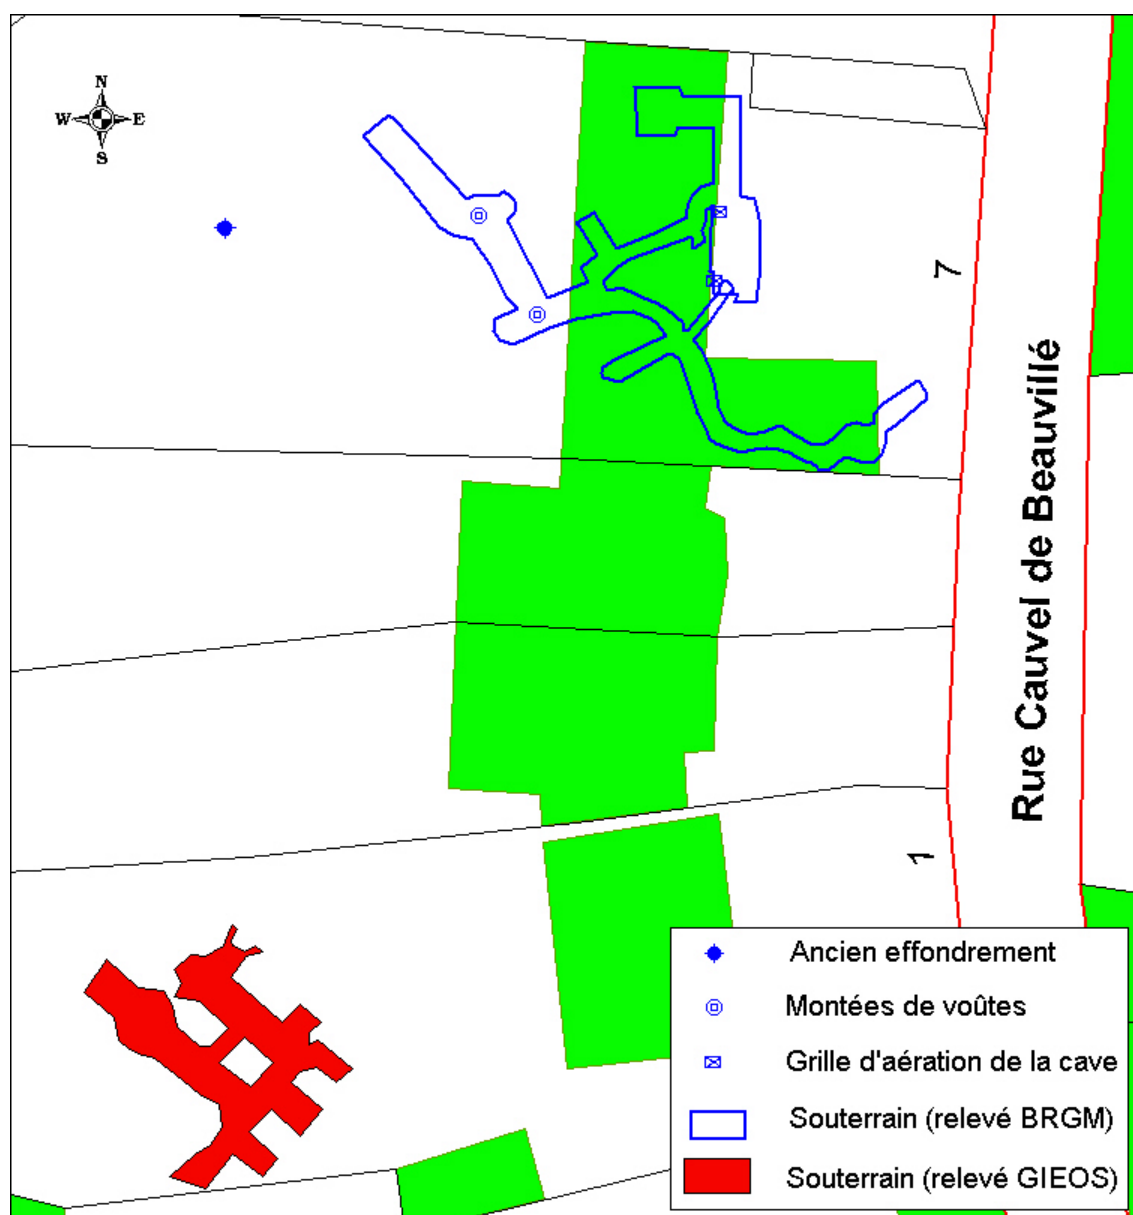 N
W E
S
7
Rue Cauvel de Beauvillé
1
Ancien effondrement
Montées de voûtes
Grille d'aération de la cave
Souterrain (relevé BRGM)
Souterrain (relevé GIEOS)